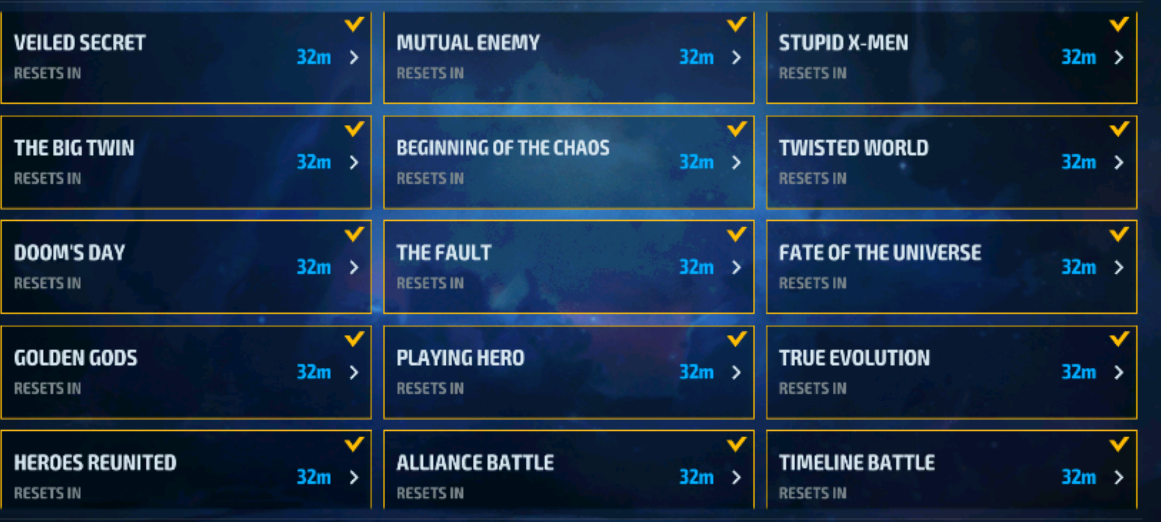 VEILED SECRET
32m
RESETS IN
MUTUAL ENEMY
32m
RESETS IN
STUPID X-MEN
32m
RESETS IN
THE BIG TWIN
32m
RESETS IN
BEGINNING OF THE CHAOS
32m
RESETS IN
TWISTED WORLD
32m
RESETS IN
DOOM'S DAY
32m
RESETS IN
THE FAULT
32m
RESETS IN
FATE OF THE UNIVERSE
32m
RESETS IN
GOLDEN GODS
32m
RESETS IN
PLAYING HERO
32m
RESETS IN
TRUE EVOLUTION
32m
RESETS IN
HEROES REUNITED
32m
RESETS IN
ALLIANCE BATTLE
32m
RESETS IN
TIMELINE BATTLE
32m
RESETS IN